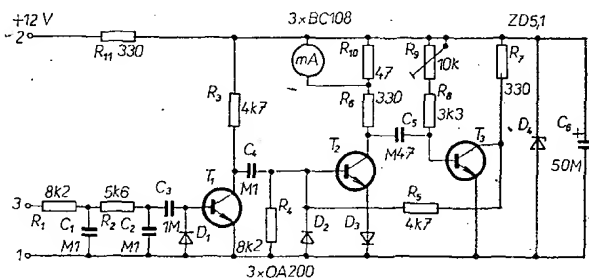 +12 V
3×BC108
ZD5,1
2
R11 330
mA
R10
47
R9
10k
R7
330
R3
4k7
R6
330
R8
3k3
C5
M47
T2
T3
D4
C6
+
50M
C4
M1
T1
3
8k2
R1
5k6
R2
C3
1M
C1
M1
C2
M1
D1
R4
8k2
D2
D3
R5
4k7
1
3×OA200